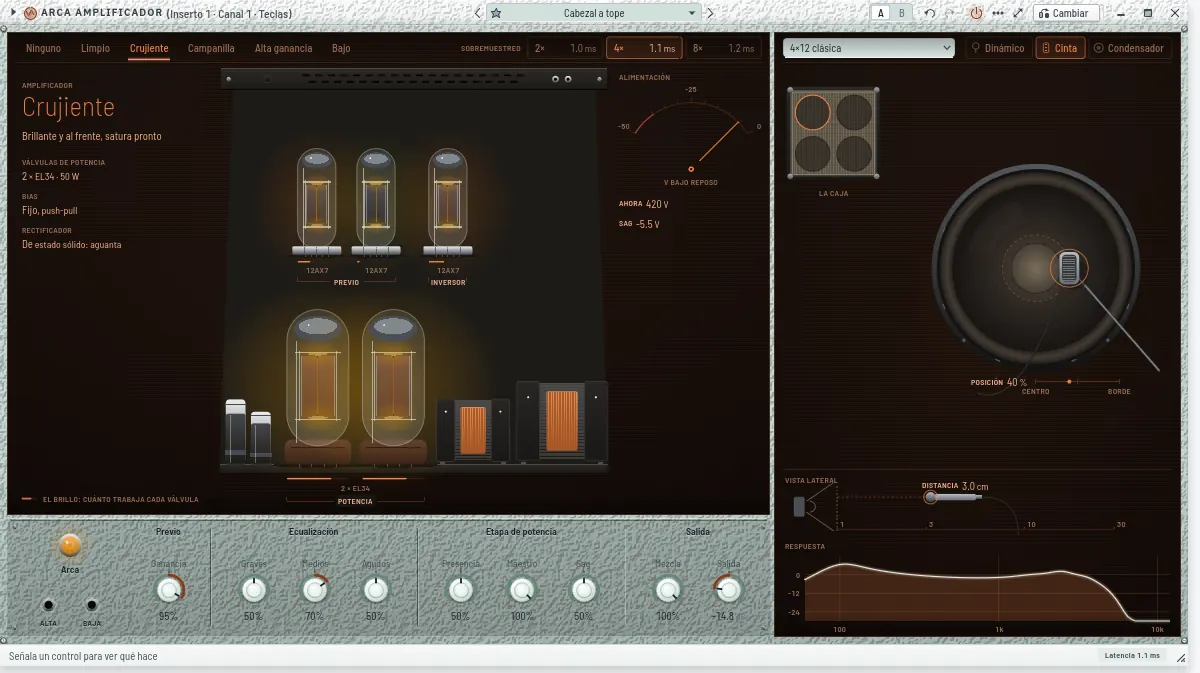 ARCA AMPLIFICADOR (Inserto 1 · Canal 1 · Teclas)
Cabezal a tope
A B
Cambiar
Ninguno Limpio Crujiente Campanilla Alta ganancia Bajo
SOBREMUESTREO 2× 1.0 ms 4× 1.1 ms 8× 1.2 ms
4×12 clásica
Dinámico Cinta Condensador
AMPLIFICADOR
Crujiente
Brillante y al frente, satura pronto
VÁLVULAS DE POTENCIA
2 × EL34 · 50 W
BIAS
Fijo, push-pull
RECTIFICADOR
De estado sólido: aguanta
12AX7 12AX7 12AX7
PREVIO INVERSOR
2 × EL34
POTENCIA
EL BRILLO: CUÁNTO TRABAJA CADA VÁLVULA
ALIMENTACIÓN
-25
-50 0
V BAJO REPOSO
AHORA 420 V
SAG -5.5 V
LA CAJA
POSICIÓN 40 %
CENTRO BORDE
VISTA LATERAL
DISTANCIA 3.0 cm
1 3 10 30
RESPUESTA
0
-12
-24
100 1k 10k
Arca
ALTA BAJA
Previo Ecualización Etapa de potencia Salida
Ganancia Graves Medios Agudos Presencia Maestro Sag Mezcla Salida
95% 50% 70% 50% 50% 100% 50% 100% -14.8
Señala un control para ver qué hace
Latencia 1.1 ms